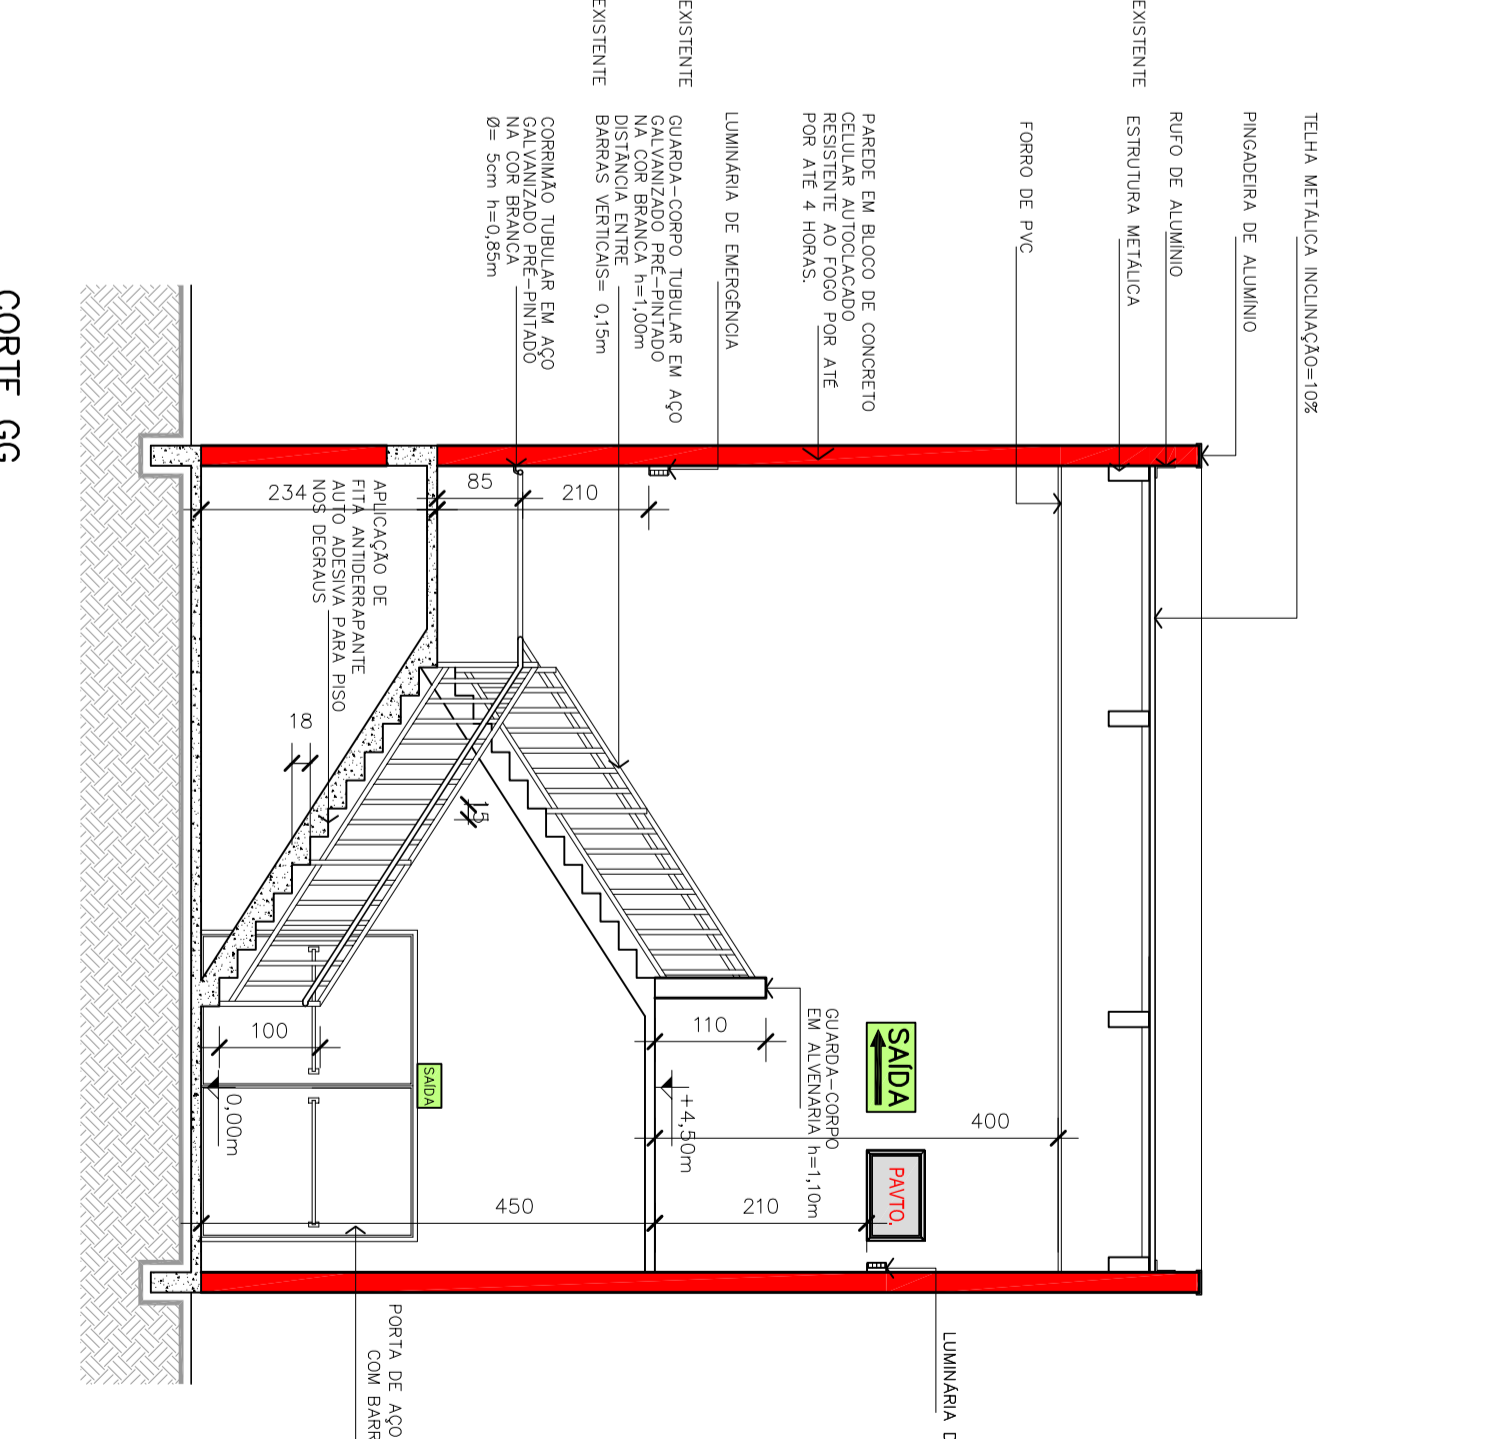 TELHA METÁLICA INCLINAÇÃO=10%
PINGADEIRA DE ALUMÍNIO
RUFO DE ALUMÍNIO
EXISTENTE
ESTRUTURA METÁLICA
FORRO DE PVC
PAREDE EM BLOCO DE CONCRETO
CELULAR AUTOCLACADO
RESISTENTE AO FOGO POR ATÉ
POR ATÉ 4 HORAS.
LUMINÁRIA DE EMERGÊNCIA
EXISTENTE
GUARDA-CORPO TUBULAR EM AÇO
GALVANIZADO PRÉ-PINTADO
NA COR BRANCA h=1,00m
DISTÂNCIA ENTRE
BARRAS VERTICAIS= 0,15m
EXISTENTE
CORRIMÃO TUBULAR EM AÇO
GALVANIZADO PRÉ-PINTADO
NA COR BRANCA
Ø= 5cm h=0,85m
APLICAÇÃO DE
FITA ANTIDERRAPANTE
AUTO ADESIVA PARA PISO
NOS DEGRAUS
234
85
210
18
15
100
110
400
450
210
GUARDA-CORPO
EM ALVENARIA h=1,10m
SAÍDA
PAVTO.
SAÍDA
+4,50m
0,00m
LUMINÁRIA D
PORTA DE AÇO
COM BARR
CORTE GG